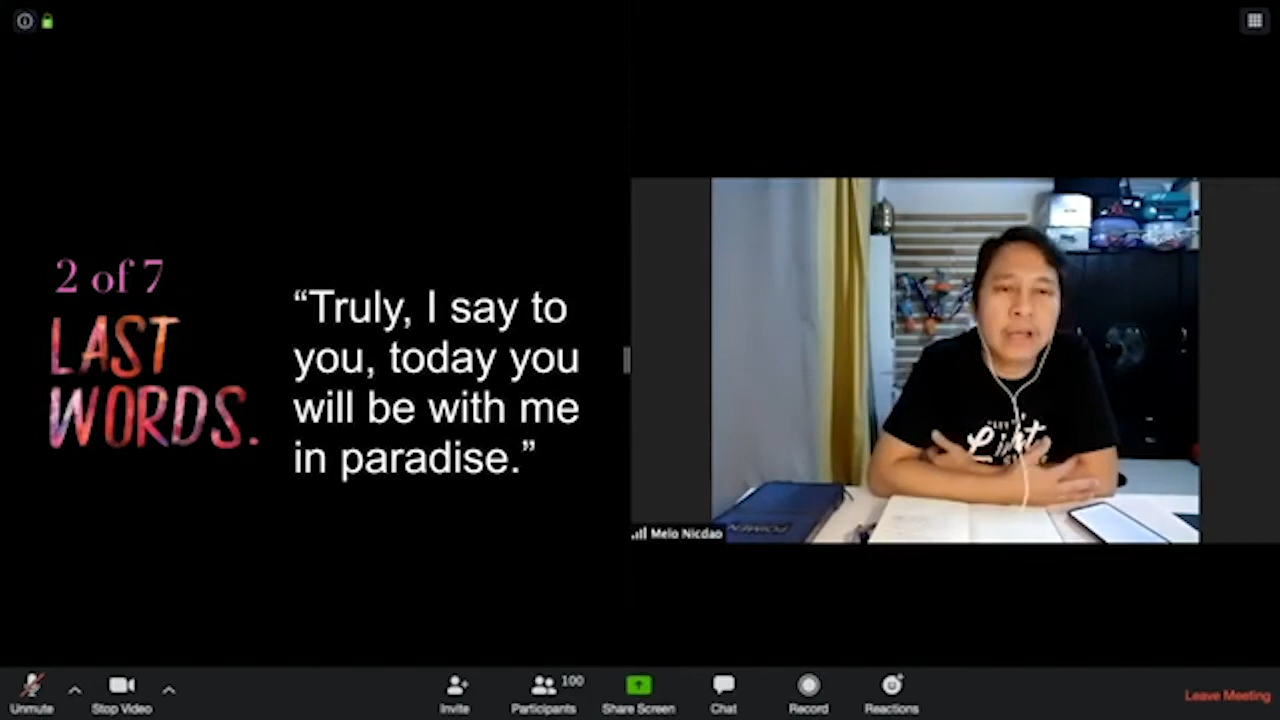 2 of 7
LAST
WORDS.
“Truly, I say to
you, today you
will be with me
in paradise.”
Light
Melo Nicdao
Unmute
Stop Video
Invite
Participants
100
Share Screen
Chat
Record
Reactions
Leave Meeting